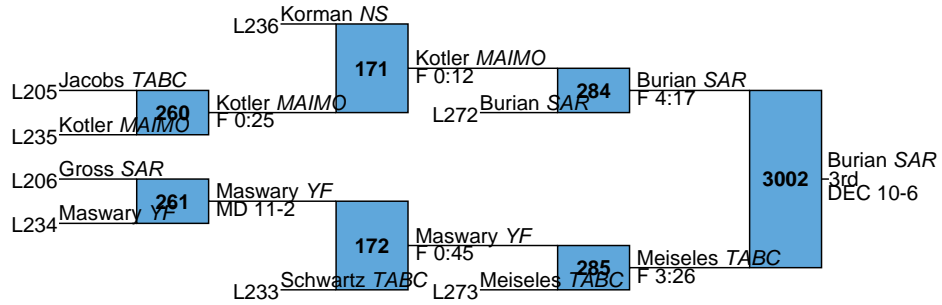 L236 Korman NS
171
Kotler MAIMO
F 0:12
L205 Jacobs TABC
260
L235 Kotler MAIMO
Kotler MAIMO
F 0:25
284
L272 Burian SAR
Burian SAR
F 4:17
L206 Gross SAR
261
L234 Maswary YF
Maswary YF
MD 11-2
172
L233 Schwartz TABC
Maswary YF
F 0:45
285
L273 Meiseles TABC
Meiseles TABC
F 3:26
3002
Burian SAR
3rd
DEC 10-6